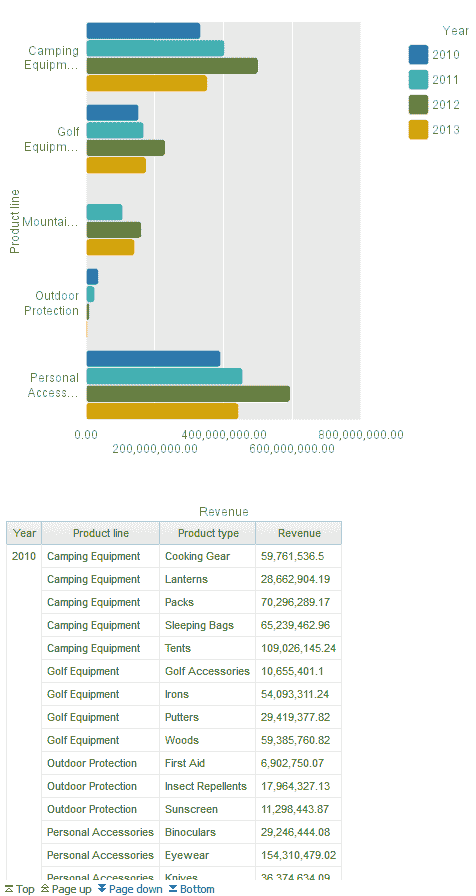 Year
2010
2011
2012
2013
Product line
Camping
Equipm...
Golf
Equipm...
Mountai...
Outdoor
Protection
Personal
Access...
0.00 400,000,000.00 800,000,000.00
200,000,000.00 600,000,000.00
Revenue
Year Product line Product type Revenue
2010 Camping Equipment Cooking Gear 59,761,536.5
Camping Equipment Lanterns 28,662,904.19
Camping Equipment Packs 70,296,289.17
Camping Equipment Sleeping Bags 65,239,462.96
Camping Equipment Tents 109,026,145.24
Golf Equipment Golf Accessories 10,655,401.1
Golf Equipment Irons 54,093,311.24
Golf Equipment Putters 29,419,377.82
Golf Equipment Woods 59,385,760.82
Outdoor Protection First Aid 6,902,750.07
Outdoor Protection Insect Repellents 17,964,327.13
Outdoor Protection Sunscreen 11,298,443.87
Personal Accessories Binoculars 29,246,444.08
Personal Accessories Eyewear 154,310,479.02
Personal Accessories Knives 36,374,634.09
Top Page up Page down Bottom